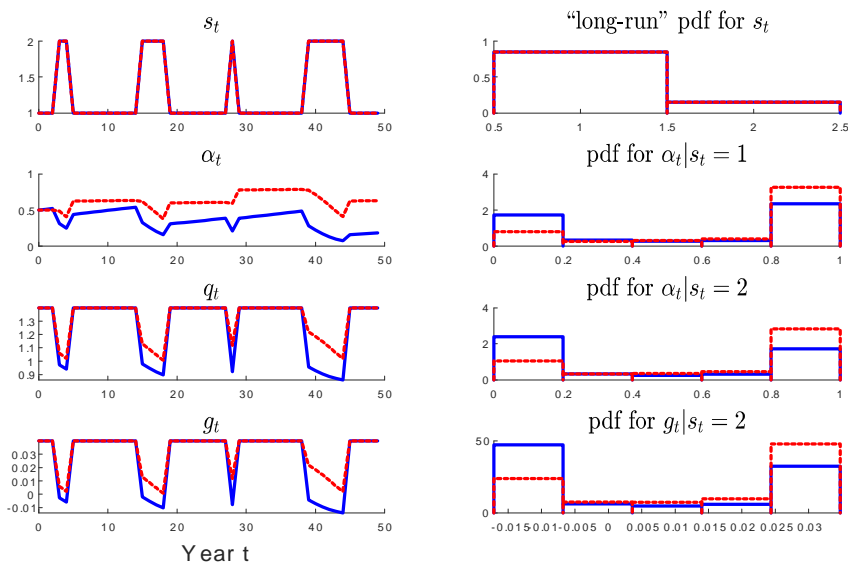 s_t
2
1.5
1
0 10 20 30 40 50
α_t
1
0.5
0
0 10 20 30 40 50
q_t
1.3
1.2
1.1
1
0.9
0 10 20 30 40 50
g_t
0.03
0.02
0.01
0
-0.01
0 10 20 30 40 50
Year t
“long-run” pdf for s_t
1
0.5
0
0.5 1 1.5 2 2.5
pdf for α_t|s_t = 1
4
2
0
0 0.2 0.4 0.6 0.8 1
pdf for α_t|s_t = 2
4
2
0
0 0.2 0.4 0.6 0.8 1
pdf for g_t|s_t = 2
50
0
-0.015 -0.01 -0.005 0 0.005 0.01 0.015 0.02 0.025 0.03